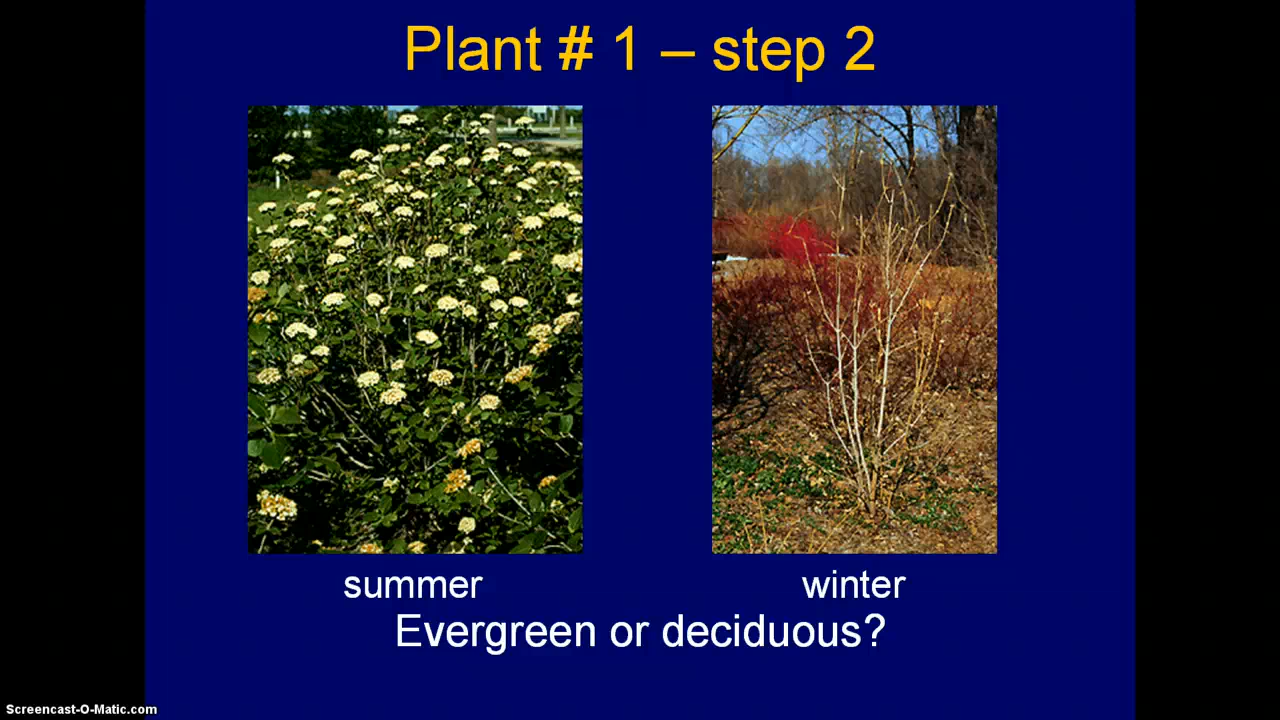 Plant # 1 – step 2
summer
winter
Evergreen or deciduous?
Screencast-O-Matic.com